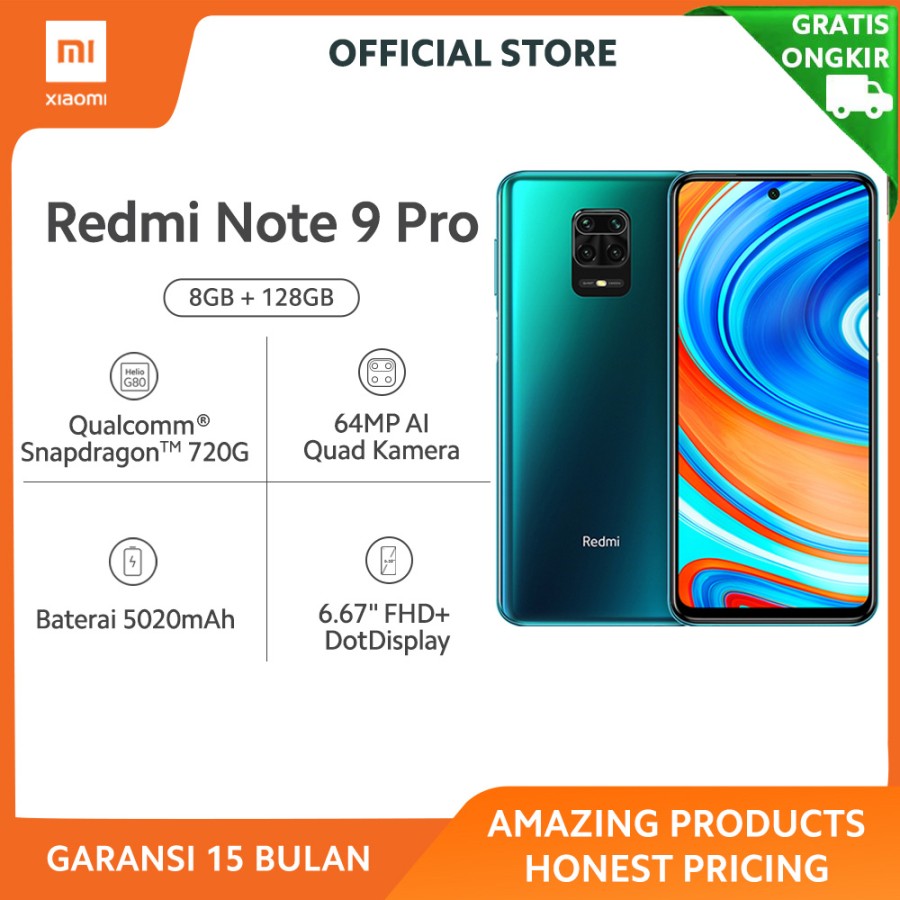 mi
xiaomi
OFFICIAL STORE
GRATIS
ONGKIR
Redmi Note 9 Pro
8GB + 128GB
Helio
G80
Qualcomm®
Snapdragon™ 720G
64MP AI
Quad Kamera
Baterai 5020mAh
6.67" FHD+
DotDisplay
Redmi
GARANSI 15 BULAN
AMAZING PRODUCTS
HONEST PRICING